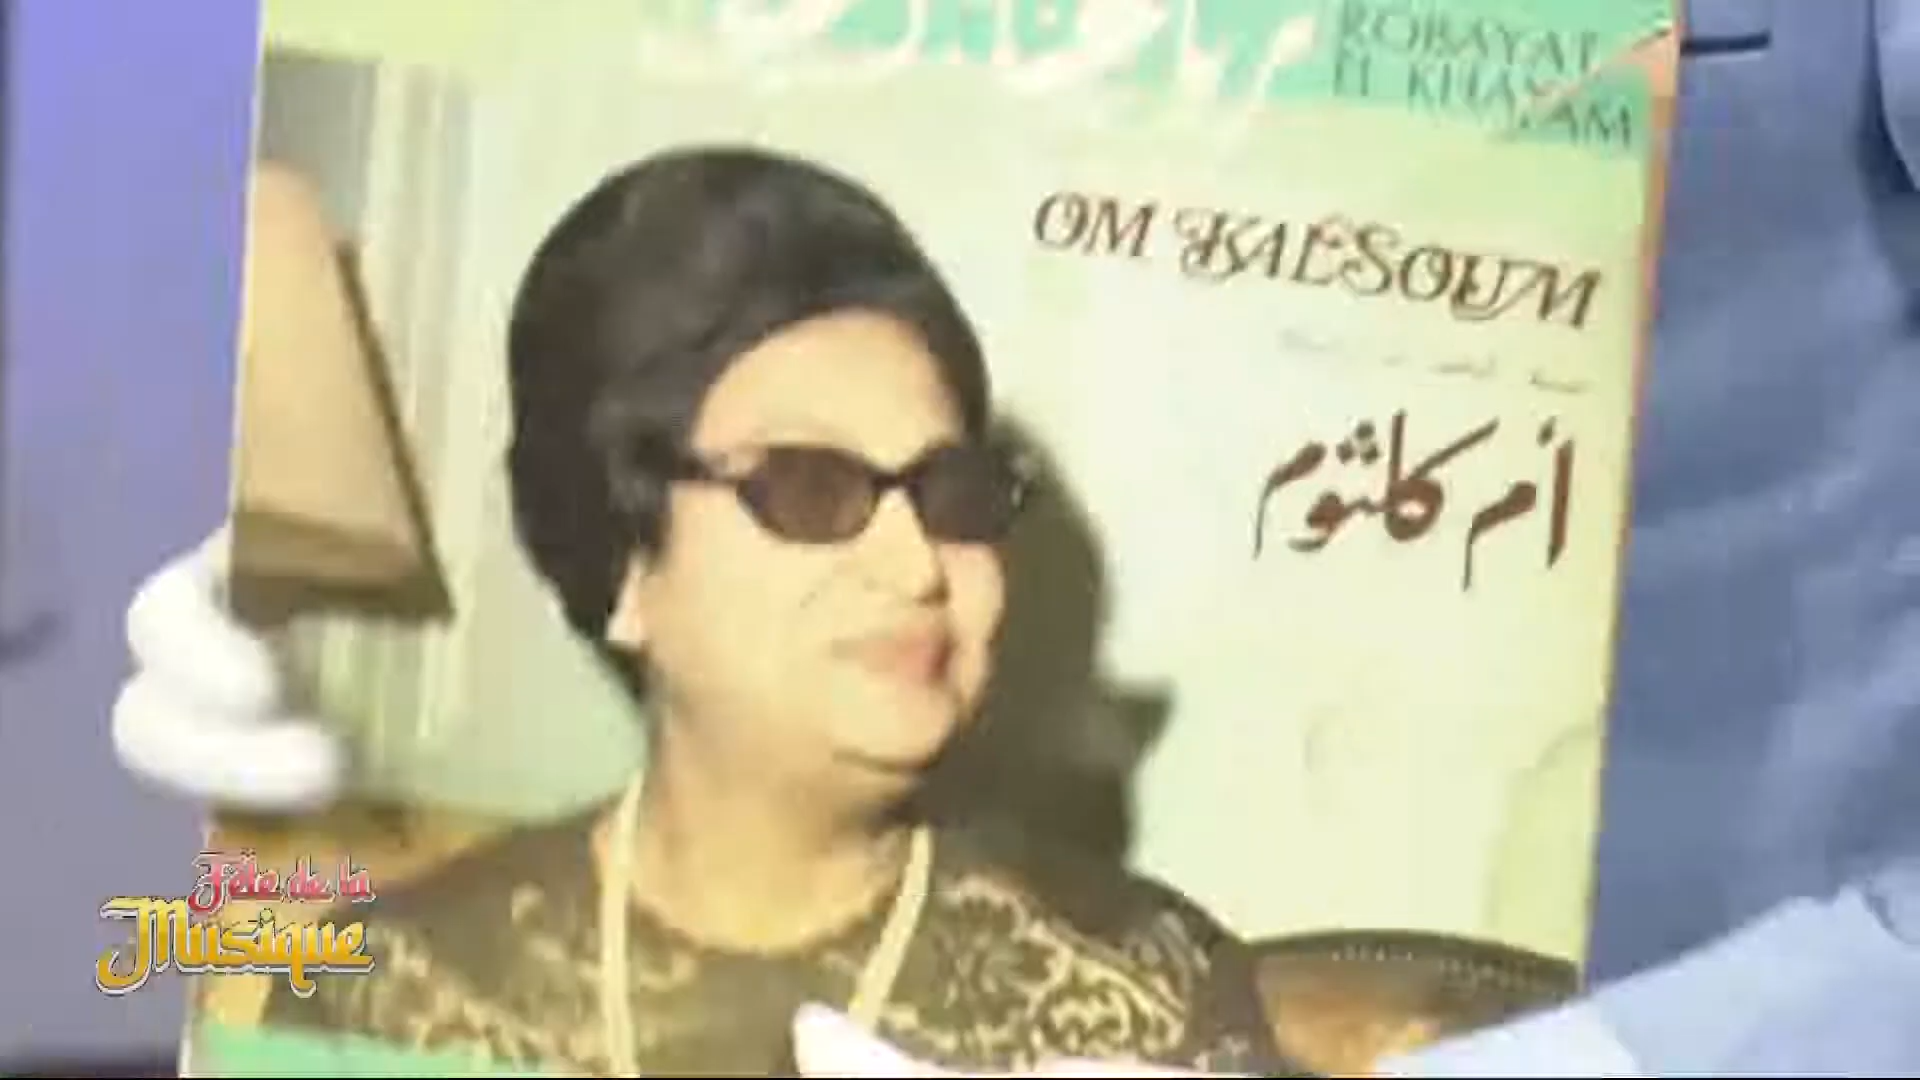 ROBAYAT
EL KHAYAM
OM KALSOUM
أم كلثوم
Fête de la
Musique